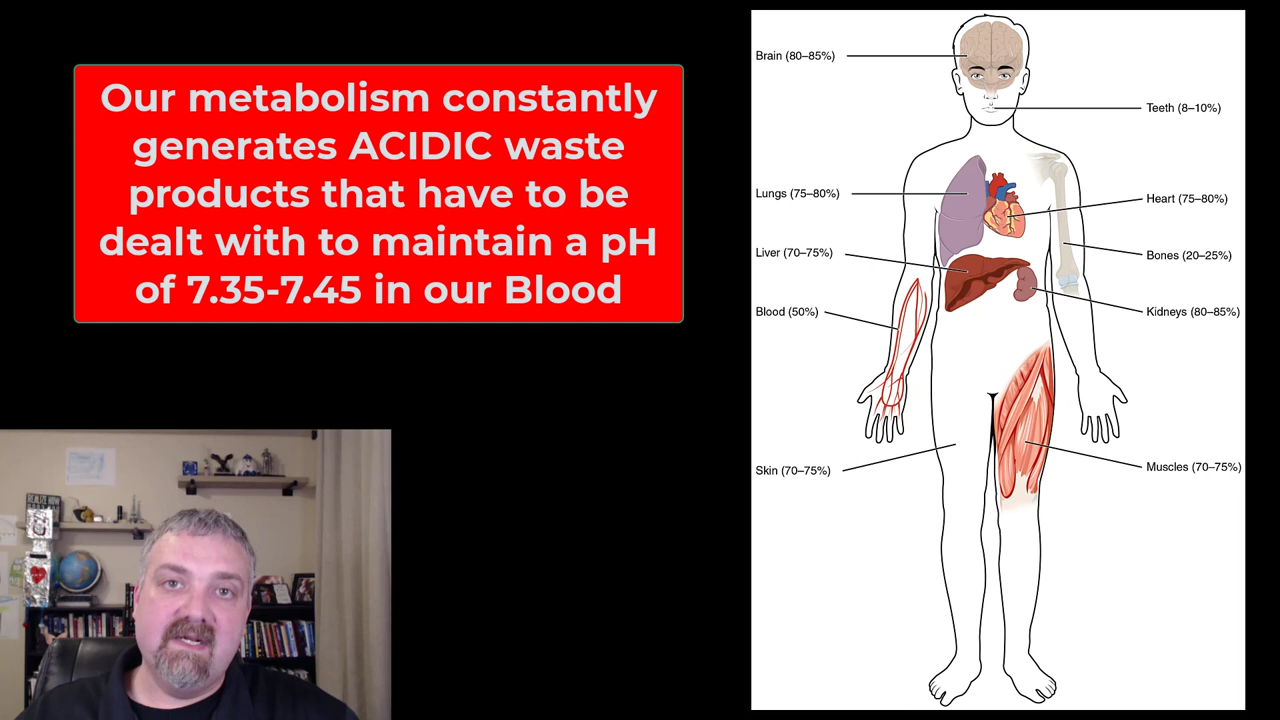 Our metabolism constantly
generates ACIDIC waste
products that have to be
dealt with to maintain a pH
of 7.35-7.45 in our Blood
Brain (80–85%)
Teeth (8–10%)
Lungs (75–80%)
Heart (75–80%)
Liver (70–75%)
Bones (20–25%)
Blood (50%)
Kidneys (80–85%)
Skin (70–75%)
Muscles (70–75%)